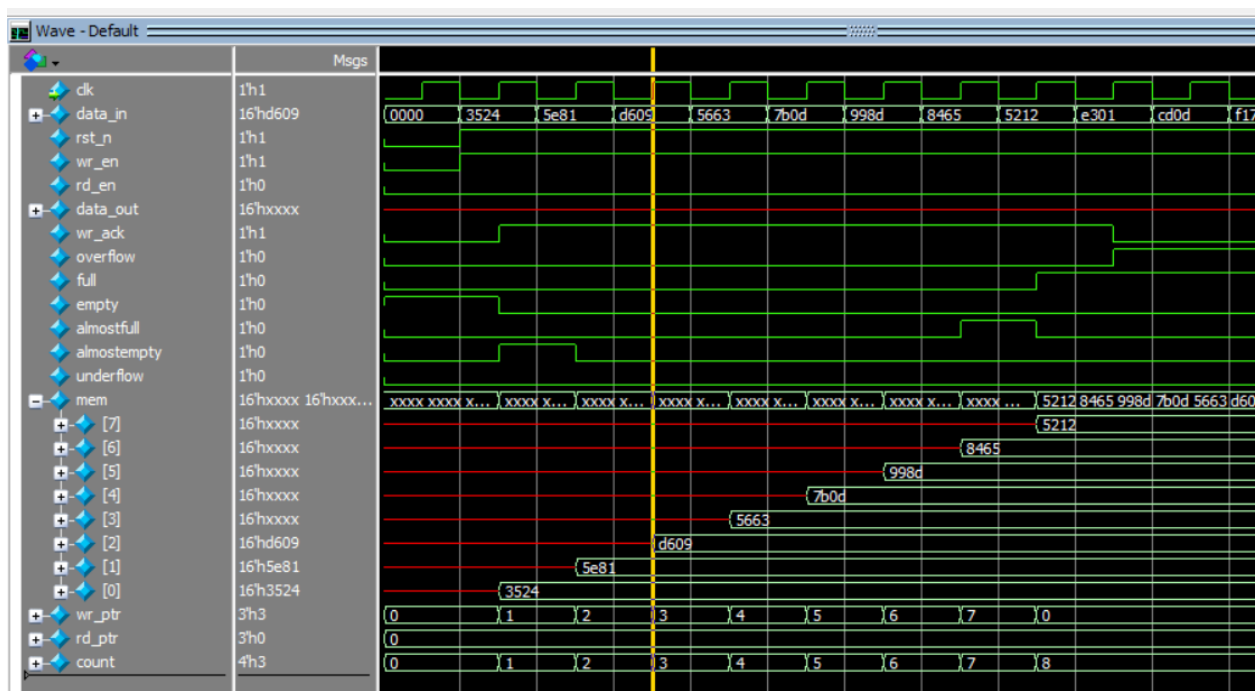 Wave - Default
Msgs
clk 1'h1
data_in 16'hd609 0000 3524 5e81 d609 5663 7b0d 998d 8465 5212 e301 cd0d f17
rst_n 1'h1
wr_en 1'h1
rd_en 1'h0
data_out 16'hxxxx
wr_ack 1'h1
overflow 1'h0
full 1'h0
empty 1'h0
almostfull 1'h0
almostempty 1'h0
underflow 1'h0
mem 16'hxxxx 16'hxxx... xxxx xxxx x... xxxx x... xxxx x... xxxx x... xxxx x... xxxx x... xxxx x... xxxx ... 5212 8465 998d 7b0d 5663 d60
[7] 16'hxxxx 5212
[6] 16'hxxxx 8465
[5] 16'hxxxx 998d
[4] 16'hxxxx 7b0d
[3] 16'hxxxx 5663
[2] 16'hd609 d609
[1] 16'h5e81 5e81
[0] 16'h3524 3524
wr_ptr 3'h3 0 1 2 3 4 5 6 7 0
rd_ptr 3'h0 0
count 4'h3 0 1 2 3 4 5 6 7 8